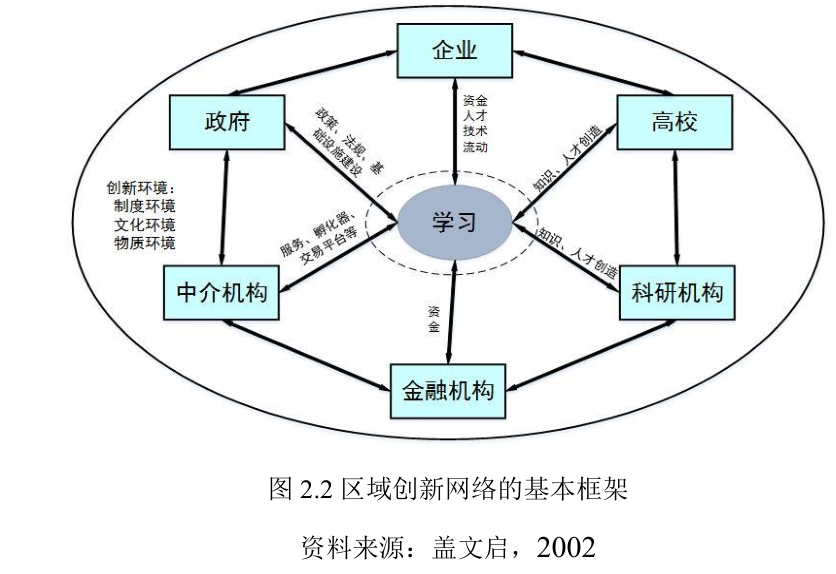 企业
资金
人才
技术
流动
政府
高校
政策、法规、基
础设施建设
知识、人才创造
创新环境：
制度环境
文化环境
物质环境
学习
服务、孵化器、
交易平台等
知识、人才创造
中介机构
科研机构
资
金
金融机构
图 2.2 区域创新网络的基本框架
资料来源：盖文启，2002